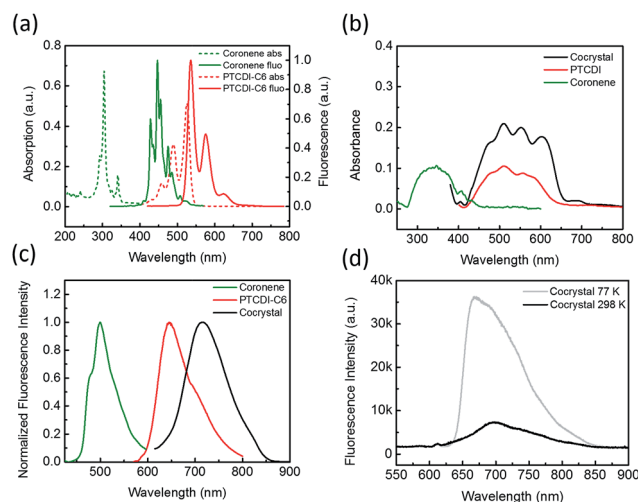 (a)
0.8
0.6
0.4
0.2
0.0
Absorption (a.u.)
Coronene abs
Coronene fluo
PTCDI-C6 abs
PTCDI-C6 fluo
1.0
0.8
0.6
0.4
0.2
0.0
Fluorescence (a.u.)
200 300 400 500 600 700 800
Wavelength (nm)
(b)
0.4
0.3
0.2
0.1
0.0
Absorbance
Cocrystal
PTCDI
Coronene
300 400 500 600 700 800
Wavelength (nm)
(c)
1.2
1.0
0.8
0.6
0.4
0.2
0.0
Normalized Fluorescence Intensity
Coronene
PTCDI-C6
Cocrystal
500 600 700 800 900
Wavelength (nm)
(d)
40k
30k
20k
10k
0
Fluorescence Intensity (a.u.)
Cocrystal 77 K
Cocrystal 298 K
550 600 650 700 750 800 850 900
Wavelength (nm)